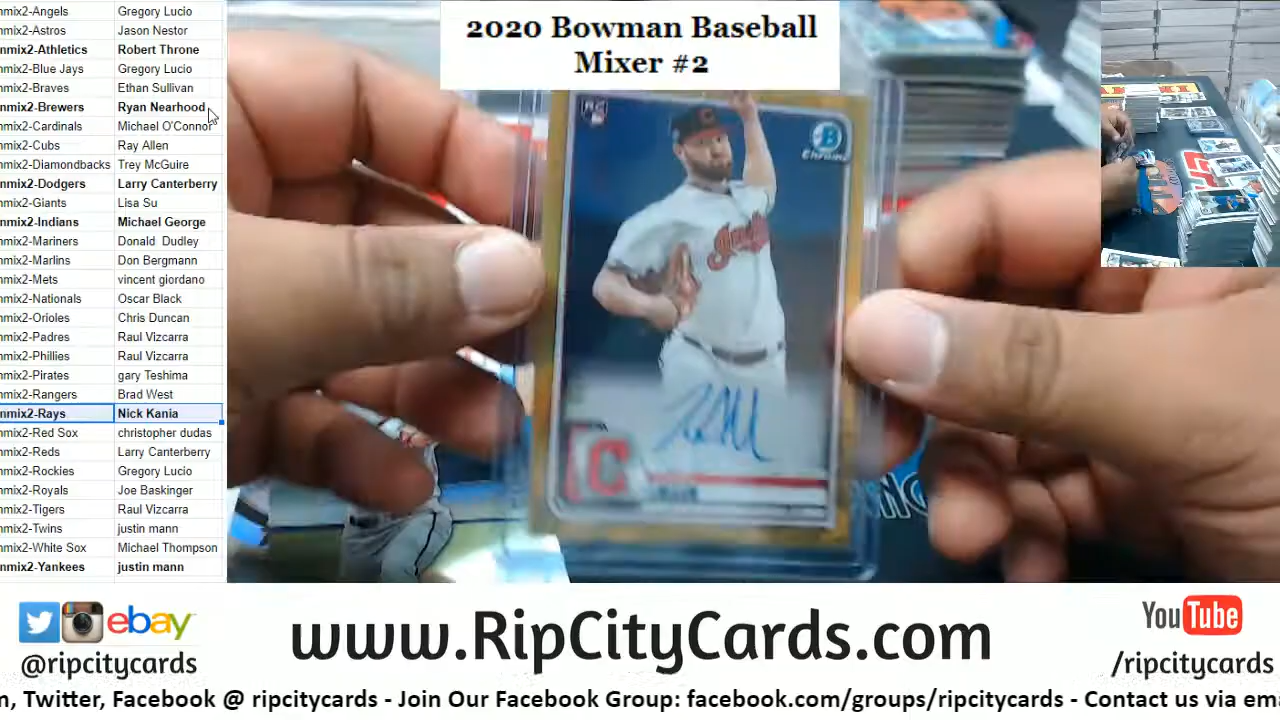 nmix2-Angels Gregory Lucio
nmix2-Astros Jason Nestor
nmix2-Athletics Robert Throne
nmix2-Blue Jays Gregory Lucio
nmix2-Braves Ethan Sullivan
nmix2-Brewers Ryan Nearhood
nmix2-Cardinals Michael O'Connor
nmix2-Cubs Ray Allen
nmix2-Diamondbacks Trey McGuire
nmix2-Dodgers Larry Canterberry
nmix2-Giants Lisa Su
nmix2-Indians Michael George
nmix2-Mariners Donald Dudley
nmix2-Marlins Don Bergmann
nmix2-Mets vincent giordano
nmix2-Nationals Oscar Black
nmix2-Orioles Chris Duncan
nmix2-Padres Raul Vizcarra
nmix2-Phillies Raul Vizcarra
nmix2-Pirates gary Teshima
nmix2-Rangers Brad West
nmix2-Rays Nick Kania
nmix2-Red Sox christopher dudas
nmix2-Reds Larry Canterberry
nmix2-Rockies Gregory Lucio
nmix2-Royals Joe Baskinger
nmix2-Tigers Raul Vizcarra
nmix2-Twins justin mann
nmix2-White Sox Michael Thompson
nmix2-Yankees justin mann
2020 Bowman Baseball
Mixer #2
RC
B
Chrome
C
Indians
C
ebay
@ripcitycards
www.RipCityCards.com
YouTube
/ripcitycards
m, Twitter, Facebook @ ripcitycards - Join Our Facebook Group: facebook.com/groups/ripcitycards - Contact us via ema